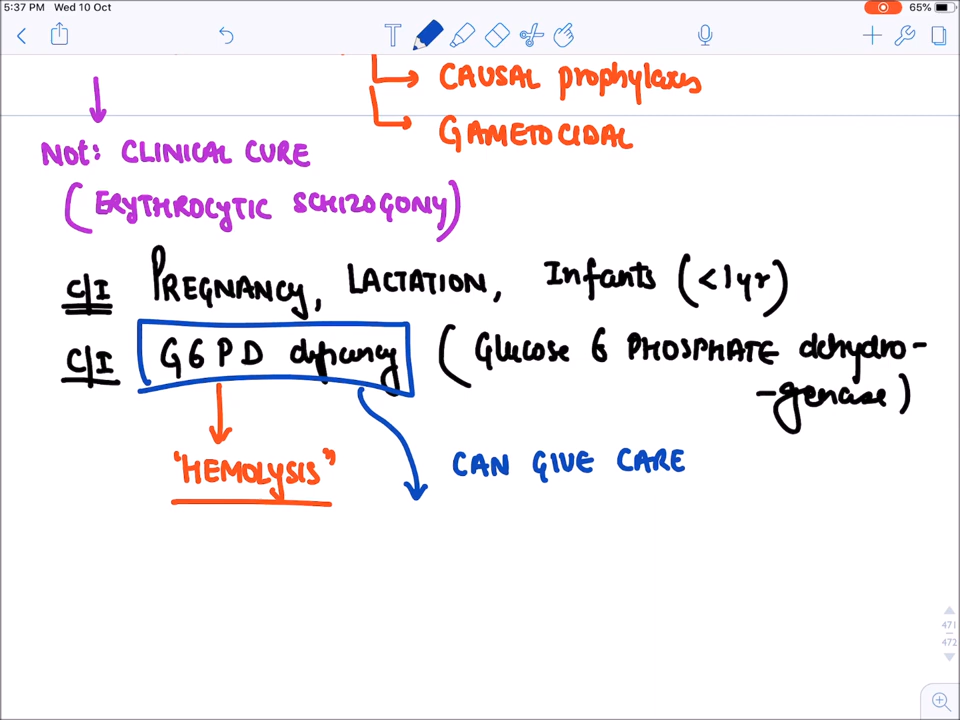 5:37 PM Wed 10 Oct
65%
T
CAUSAL prophylaxes
GAMETOCIDAL
Not: CLINICAL CURE
(ERYTHROCYTIC SCHIZOGONY)
C/I PREGNANCY, LACTATION, Infants (<1yr)
C/I G6PD deficiency (Glucose 6 PHOSPHATE dehydro-
-genase)
"HEMOLYSIS"
CAN GIVE CARE
471
472